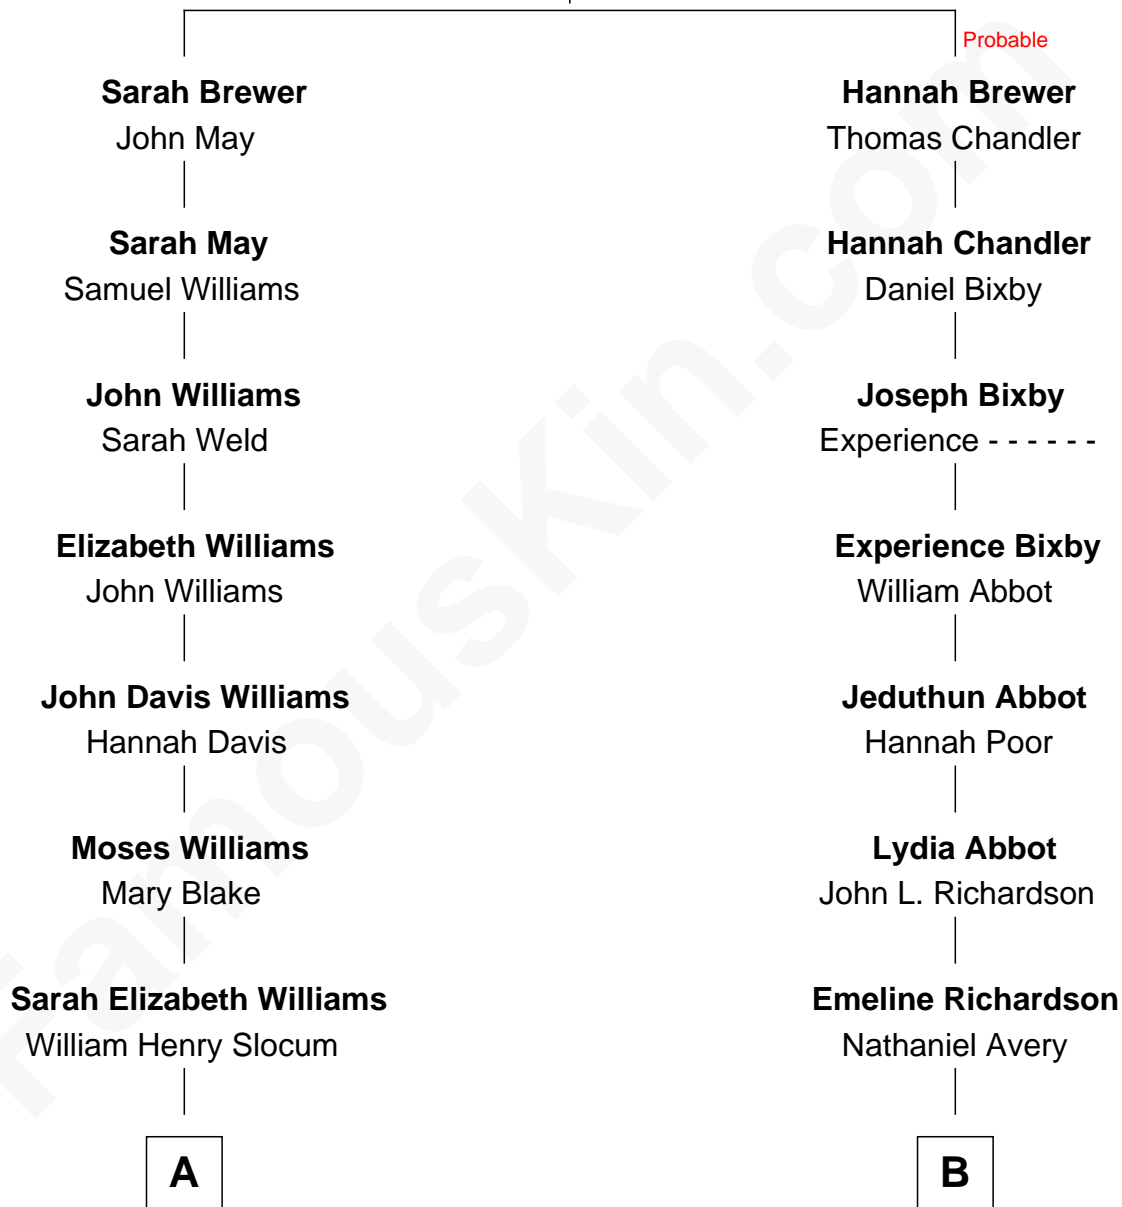 Probable
Sarah Brewer
John May
Hannah Brewer
Thomas Chandler
Sarah May
Samuel Williams
Hannah Chandler
Daniel Bixby
John Williams
Sarah Weld
Joseph Bixby
Experience - - - - - -
Elizabeth Williams
John Williams
Experience Bixby
William Abbot
John Davis Williams
Hannah Davis
Jeduthun Abbot
Hannah Poor
Moses Williams
Mary Blake
Lydia Abbot
John L. Richardson
Sarah Elizabeth Williams
William Henry Slocum
Emeline Richardson
Nathaniel Avery
A
B
FamousKin.com